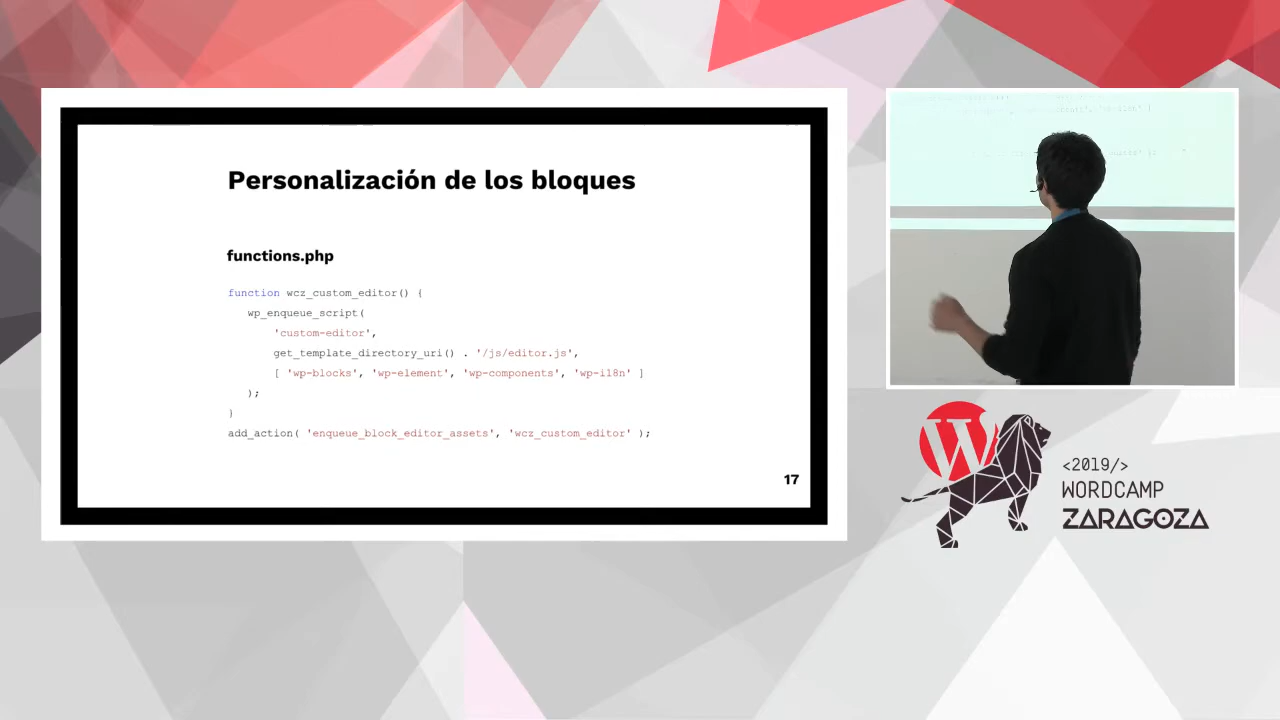 Personalización de los bloques
functions.php
function wcz_custom_editor() {
wp_enqueue_script(
'custom-editor',
get_template_directory_uri() . '/js/editor.js',
[ 'wp-blocks', 'wp-element', 'wp-components', 'wp-i18n' ]
);
}
add_action( 'enqueue_block_editor_assets', 'wcz_custom_editor' );
17
<2019/>
WORDCAMP
ZARAGOZA